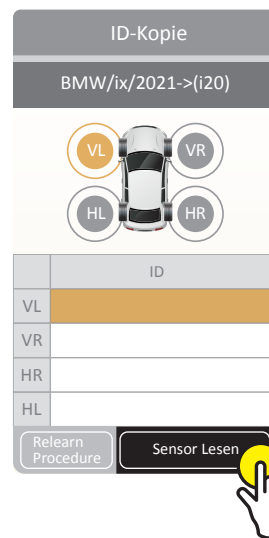 ID-Kopie
BMW/ix/2021->(i20)
VL VR
HL HR
ID
VL
VR
HR
HL
Relearn
Procedure
Sensor Lesen